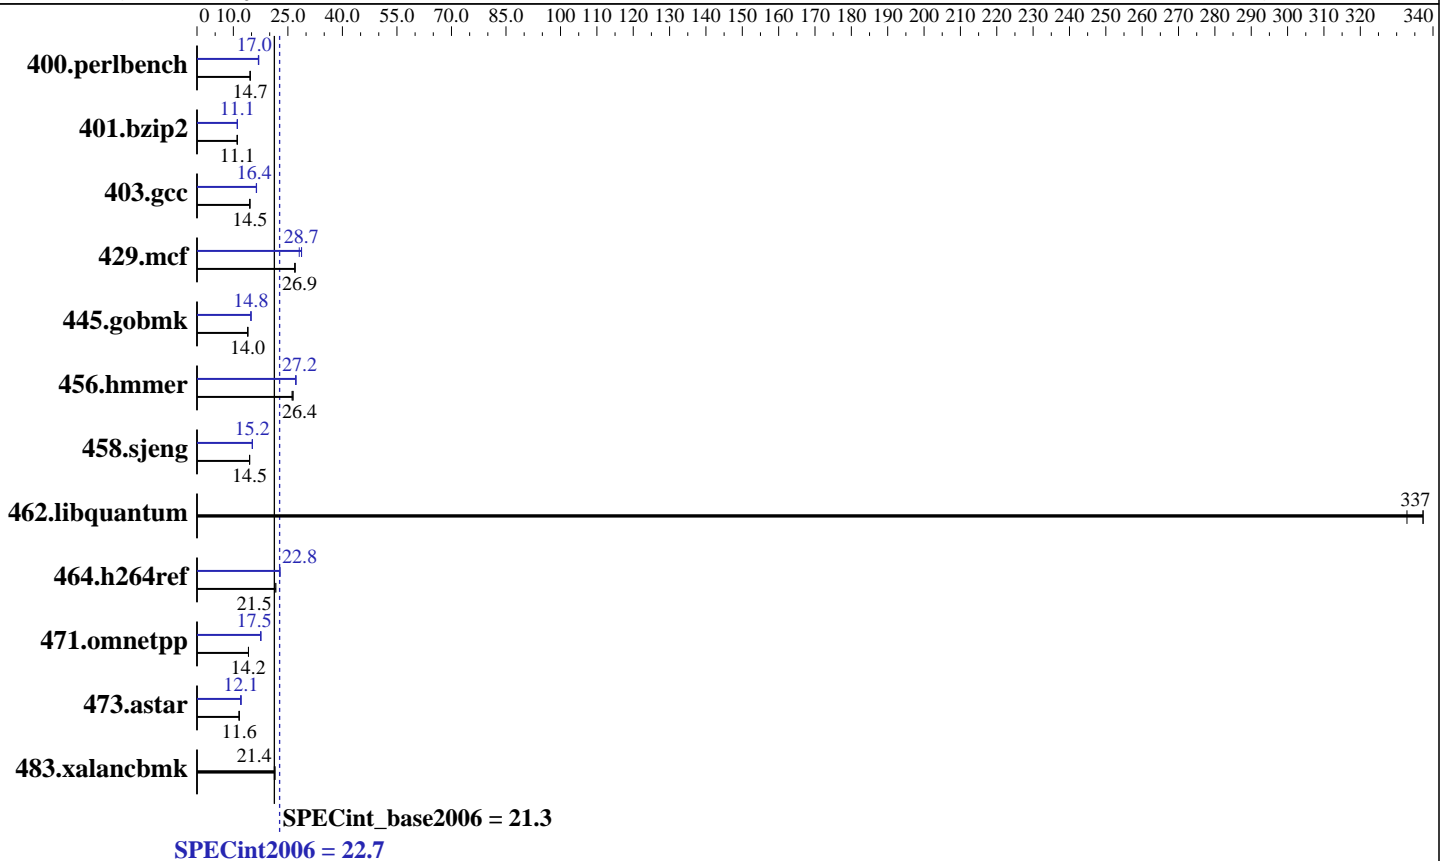 0 10.0 25.0 40.0 55.0 70.0 85.0 100 110 120 130 140 150 160 170 180 190 200 210 220 230 240 250 260 270 280 290 300 310 320 340
17.0
400.perlbench
14.7
11.1
401.bzip2
11.1
16.4
403.gcc
14.5
28.7
429.mcf
26.9
14.8
445.gobmk
14.0
27.2
456.hmmer
26.4
15.2
458.sjeng
14.5
337
462.libquantum
22.8
464.h264ref
21.5
17.5
471.omnetpp
14.2
12.1
473.astar
11.6
21.4
483.xalancbmk
SPECint_base2006 = 21.3
SPECint2006 = 22.7